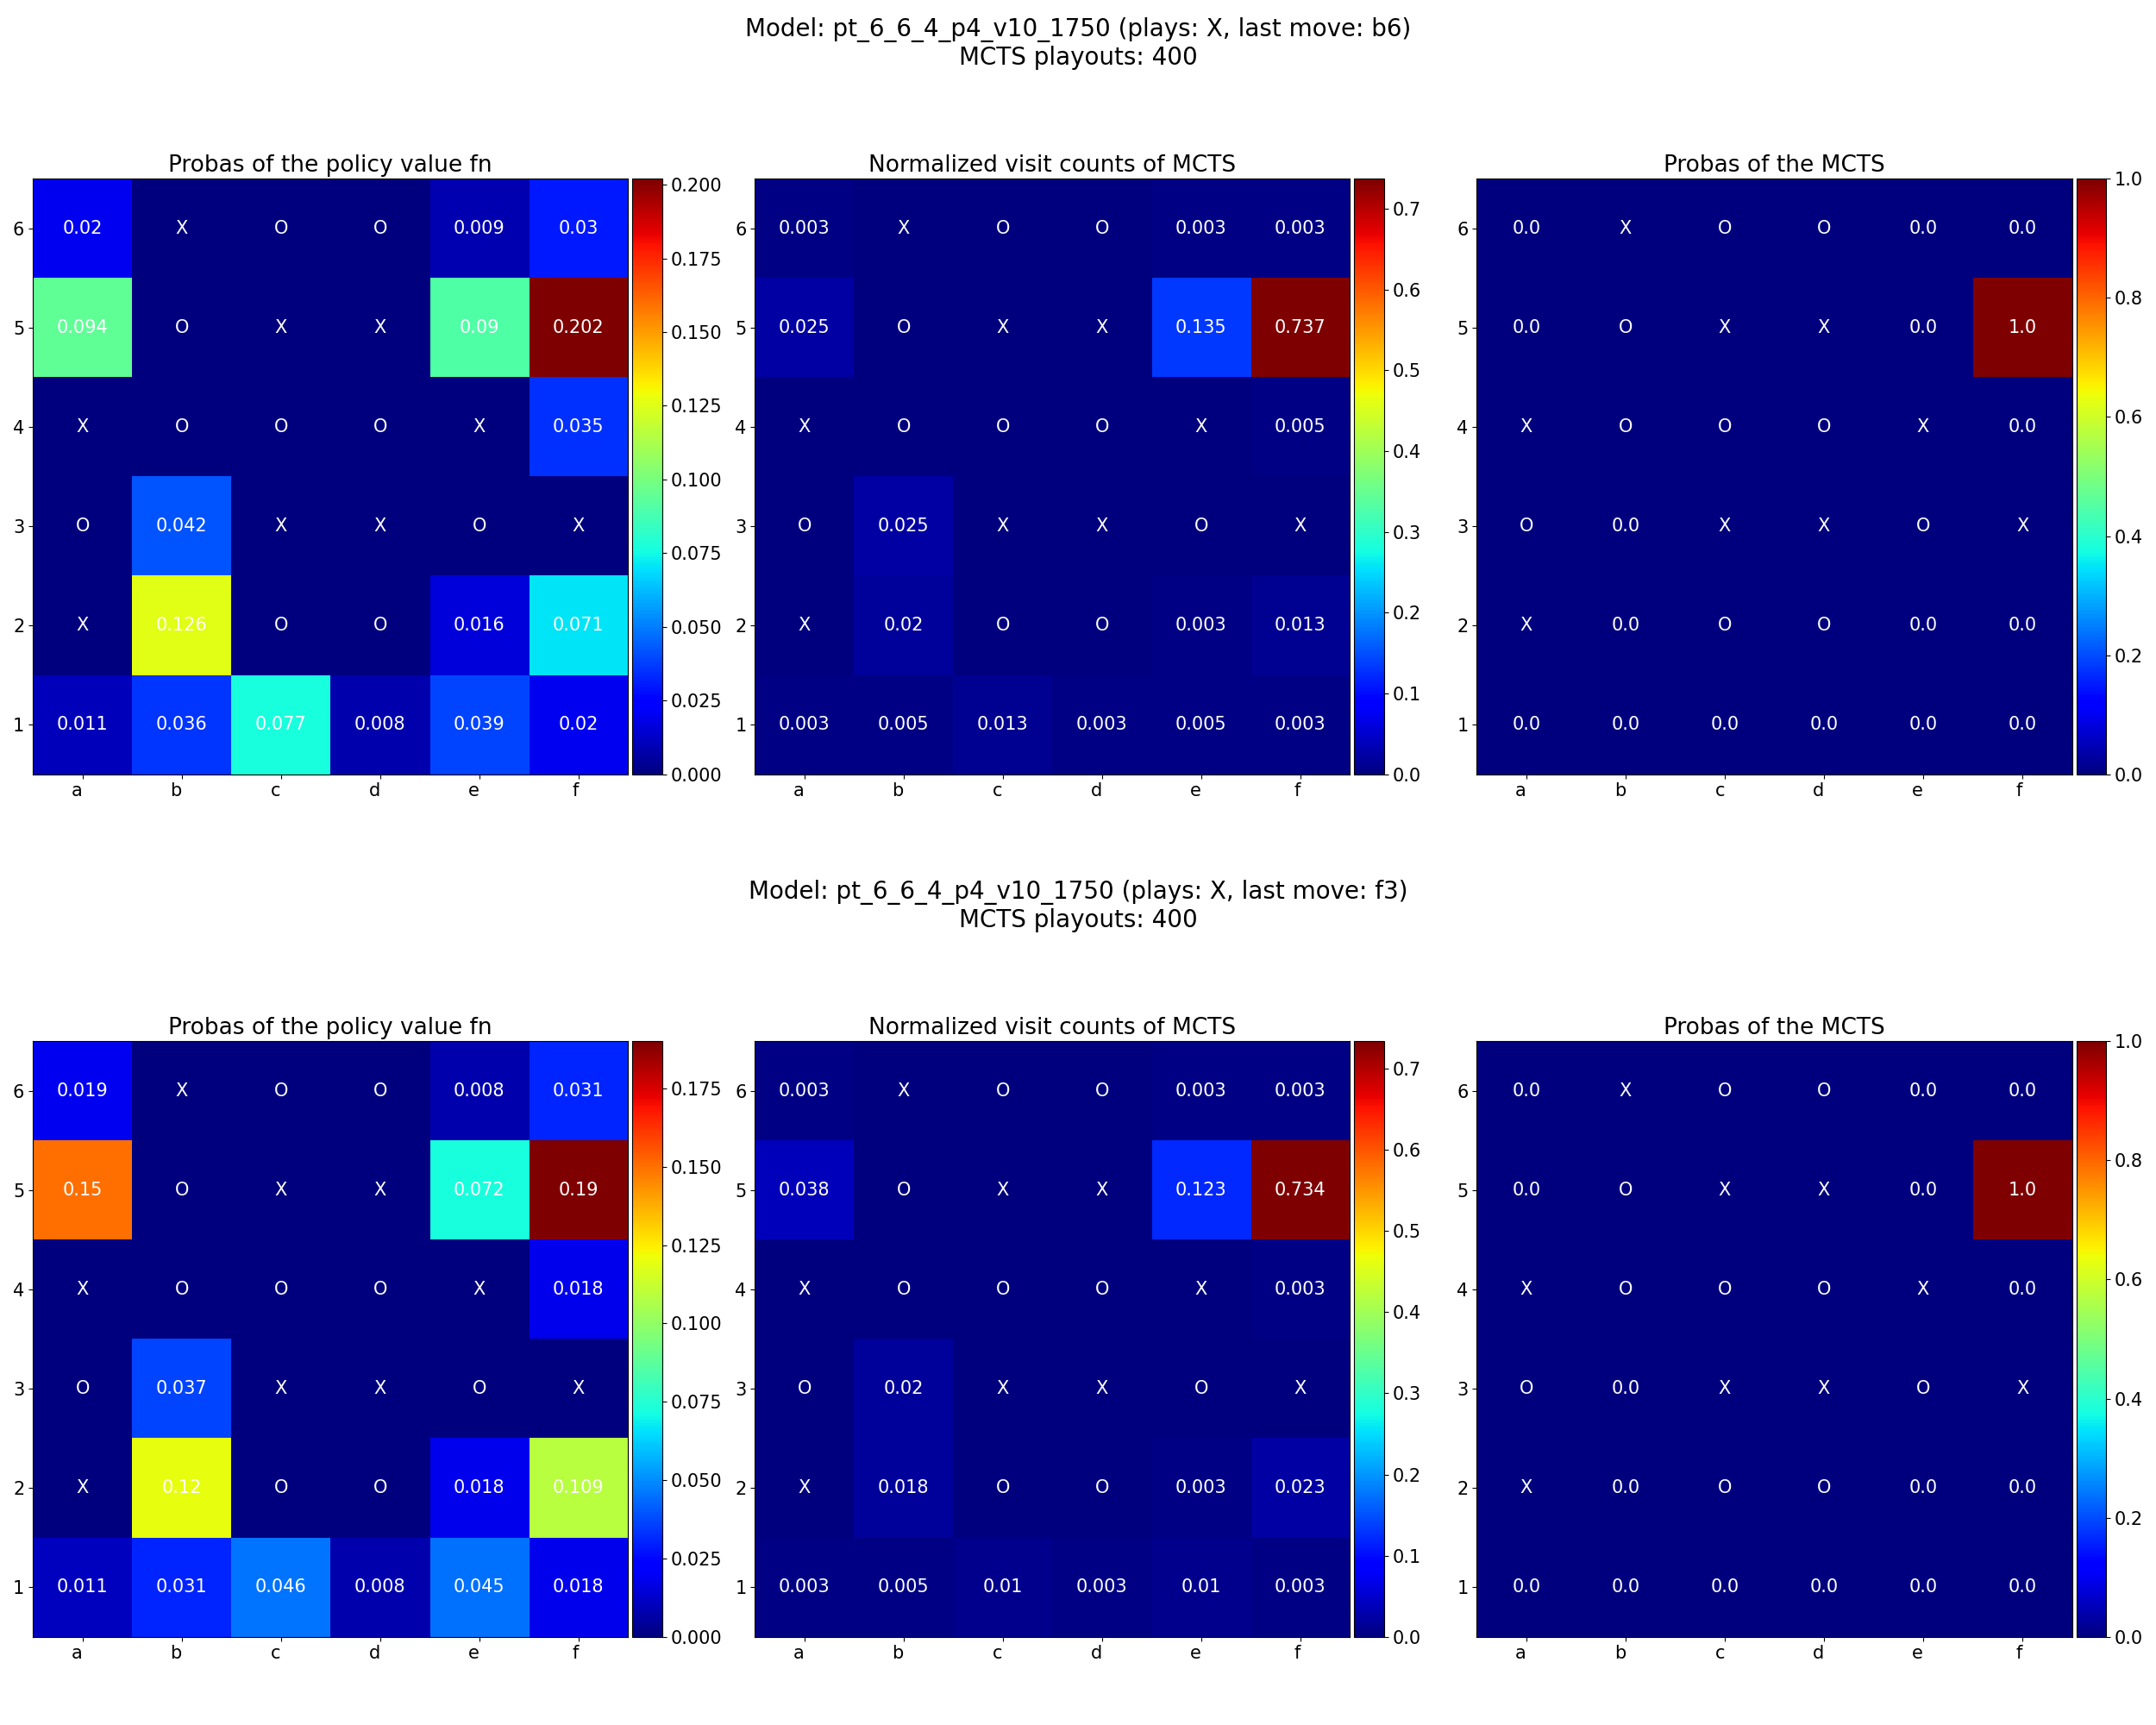 Model: pt_6_6_4_p4_v10_1750 (plays: X, last move: b6)
MCTS playouts: 400
Probas of the policy value fn
6 0.02 X O O 0.009 0.03
5 0.094 O X X 0.09 0.202
4 X O O O X 0.035
3 O 0.042 X X O X
2 X 0.126 O O 0.016 0.071
1 0.011 0.036 0.077 0.008 0.039 0.02
a b c d e f
0.200
0.175
0.150
0.125
0.100
0.075
0.050
0.025
0.000
Normalized visit counts of MCTS
6 0.003 X O O 0.003 0.003
5 0.025 O X X 0.135 0.737
4 X O O O X 0.005
3 O 0.025 X X O X
2 X 0.02 O O 0.003 0.013
1 0.003 0.005 0.013 0.003 0.005 0.003
a b c d e f
0.7
0.6
0.5
0.4
0.3
0.2
0.1
0.0
Probas of the MCTS
6 0.0 X O O 0.0 0.0
5 0.0 O X X 0.0 1.0
4 X O O O X 0.0
3 O 0.0 X X O X
2 X 0.0 O O 0.0 0.0
1 0.0 0.0 0.0 0.0 0.0 0.0
a b c d e f
1.0
0.8
0.6
0.4
0.2
0.0
Model: pt_6_6_4_p4_v10_1750 (plays: X, last move: f3)
MCTS playouts: 400
Probas of the policy value fn
6 0.019 X O O 0.008 0.031
5 0.15 O X X 0.072 0.19
4 X O O O X 0.018
3 O 0.037 X X O X
2 X 0.12 O O 0.018 0.109
1 0.011 0.031 0.046 0.008 0.045 0.018
a b c d e f
0.175
0.150
0.125
0.100
0.075
0.050
0.025
0.000
Normalized visit counts of MCTS
6 0.003 X O O 0.003 0.003
5 0.038 O X X 0.123 0.734
4 X O O O X 0.003
3 O 0.02 X X O X
2 X 0.018 O O 0.003 0.023
1 0.003 0.005 0.01 0.003 0.01 0.003
a b c d e f
0.7
0.6
0.5
0.4
0.3
0.2
0.1
0.0
Probas of the MCTS
6 0.0 X O O 0.0 0.0
5 0.0 O X X 0.0 1.0
4 X O O O X 0.0
3 O 0.0 X X O X
2 X 0.0 O O 0.0 0.0
1 0.0 0.0 0.0 0.0 0.0 0.0
a b c d e f
1.0
0.8
0.6
0.4
0.2
0.0